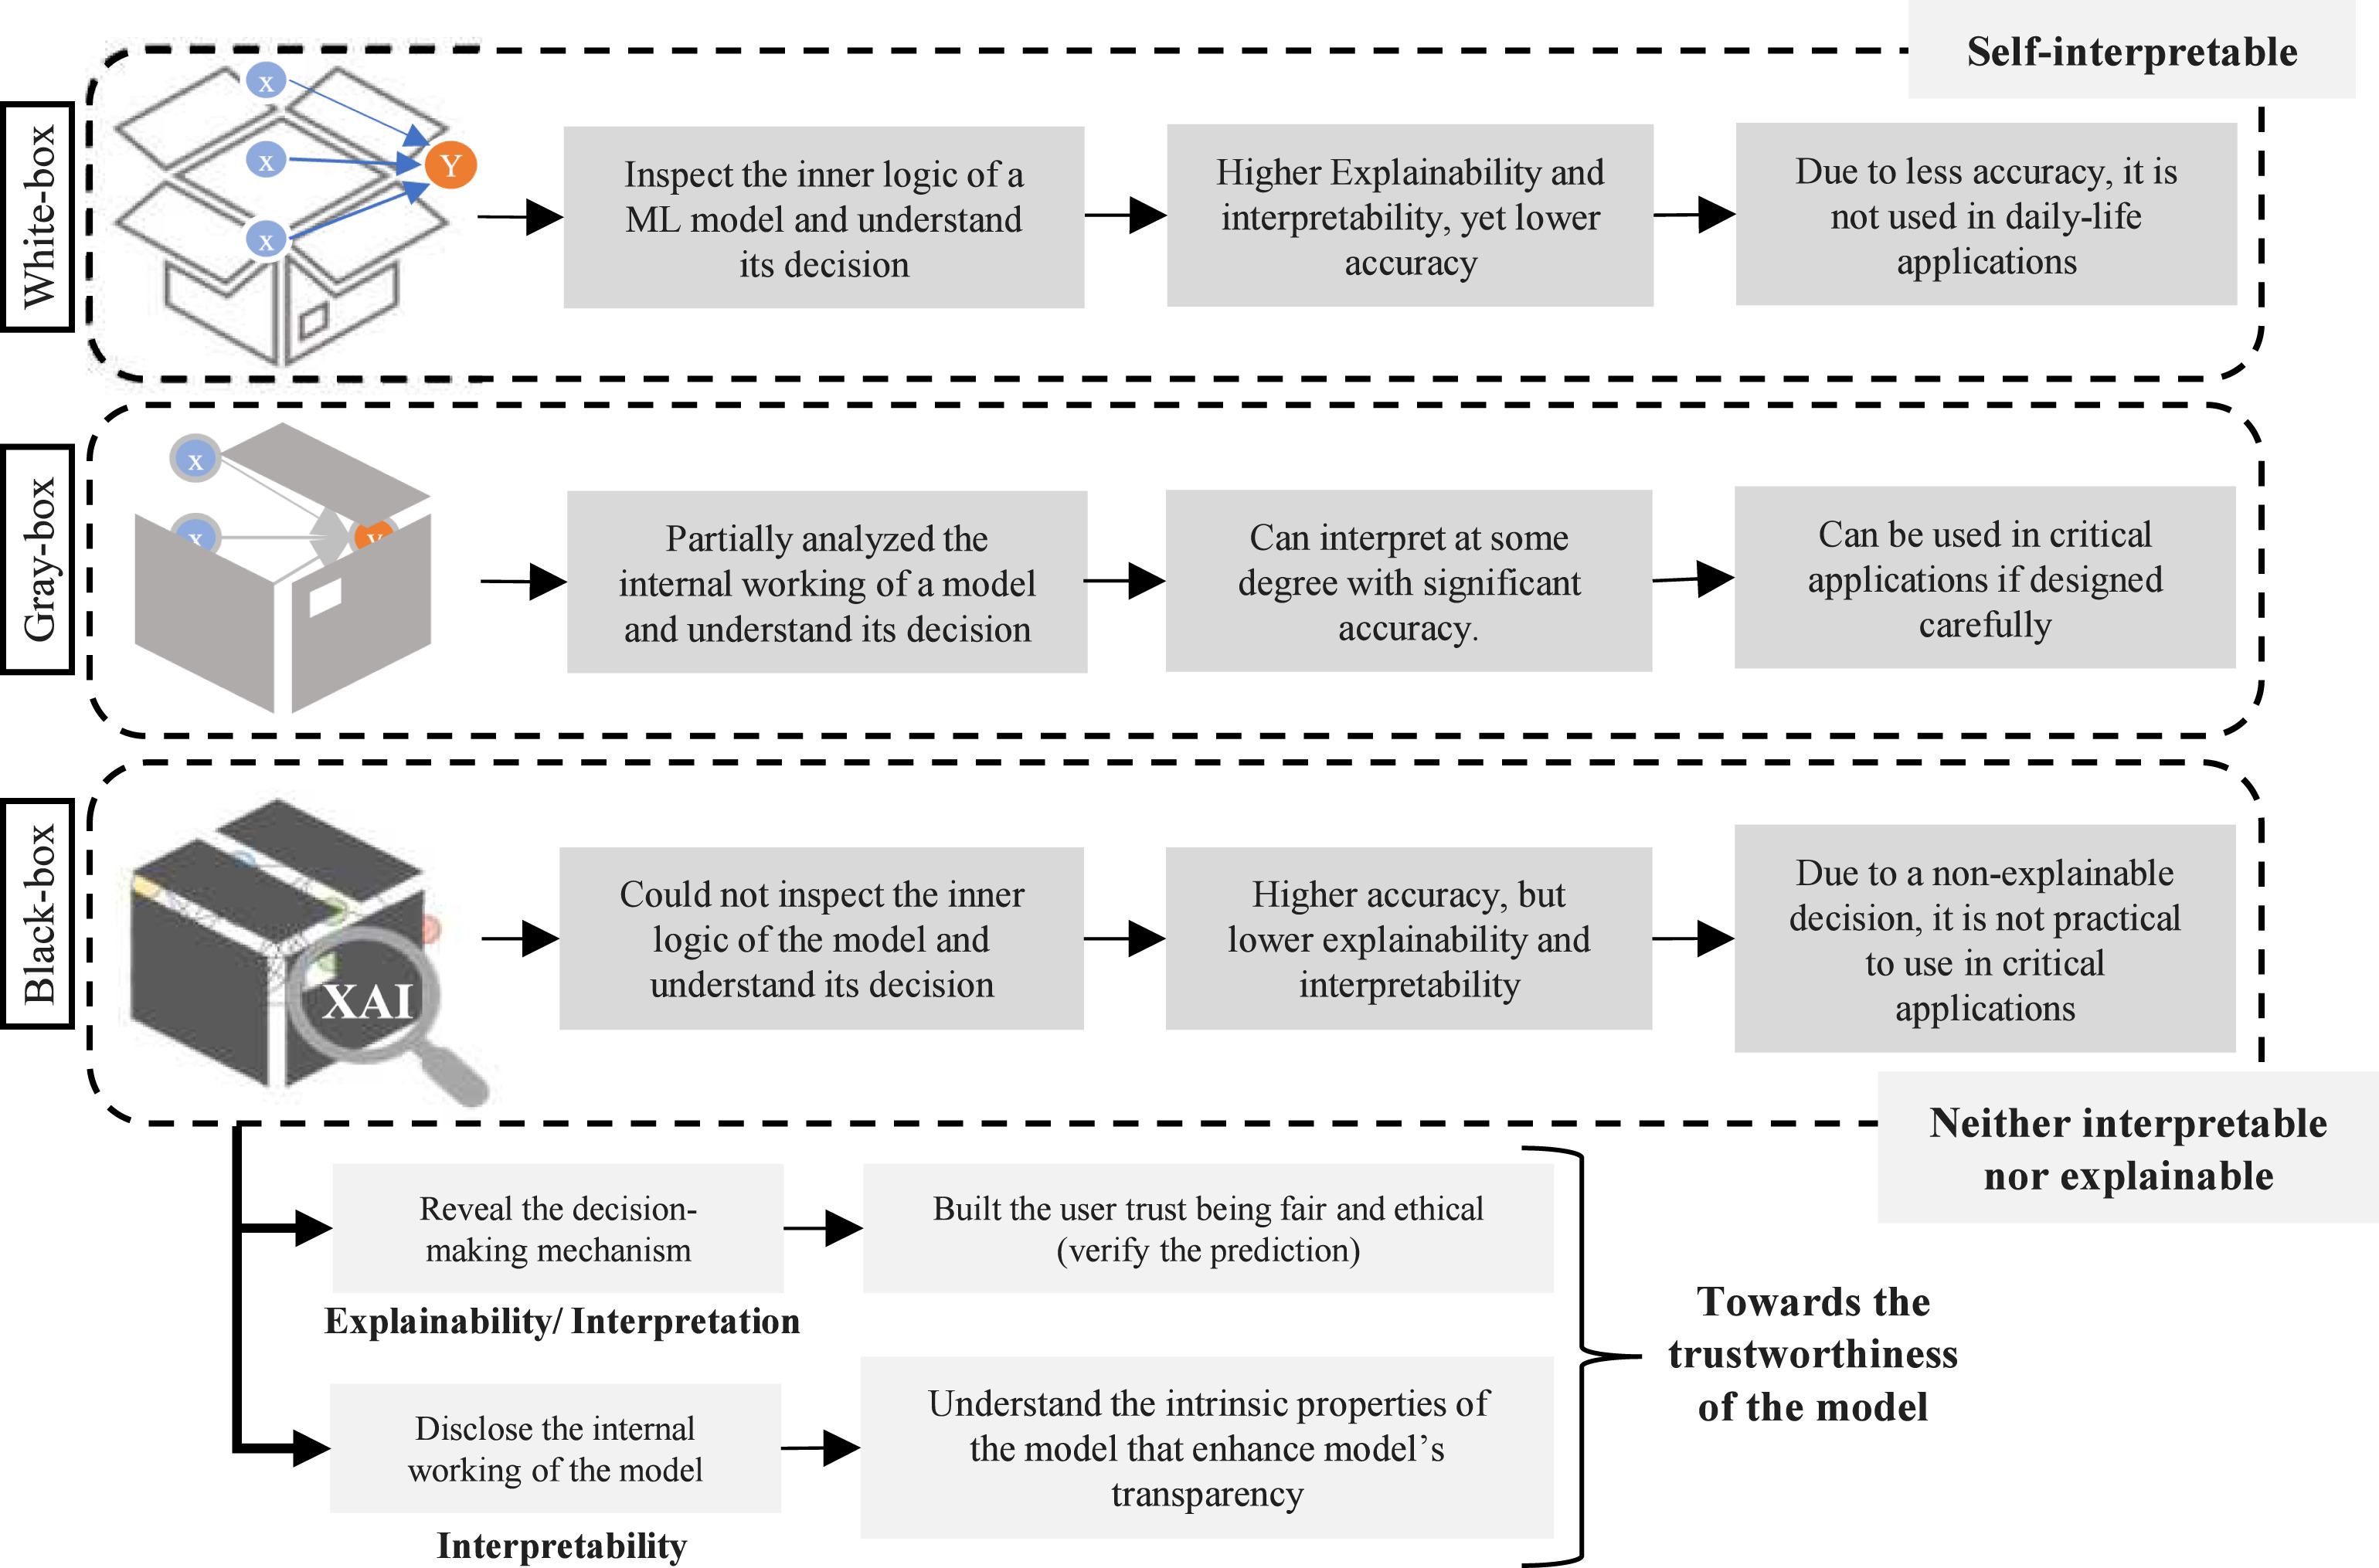 Self-interpretable
White-box
x
x
x
Y
Inspect the inner logic of a
ML model and understand
its decision
Higher Explainability and
interpretability, yet lower
accuracy
Due to less accuracy, it is
not used in daily-life
applications
Gray-box
x
x
Partially analyzed the
internal working of a model
and understand its decision
Can interpret at some
degree with significant
accuracy.
Can be used in critical
applications if designed
carefully
Black-box
XAI
Could not inspect the inner
logic of the model and
understand its decision
Higher accuracy, but
lower explainability and
interpretability
Due to a non-explainable
decision, it is not practical
to use in critical
applications
Neither interpretable
nor explainable
Reveal the decision-
making mechanism
Explainability/ Interpretation
Built the user trust being fair and ethical
(verify the prediction)
Disclose the internal
working of the model
Interpretability
Understand the intrinsic properties of
the model that enhance model’s
transparency
Towards the
trustworthiness
of the model